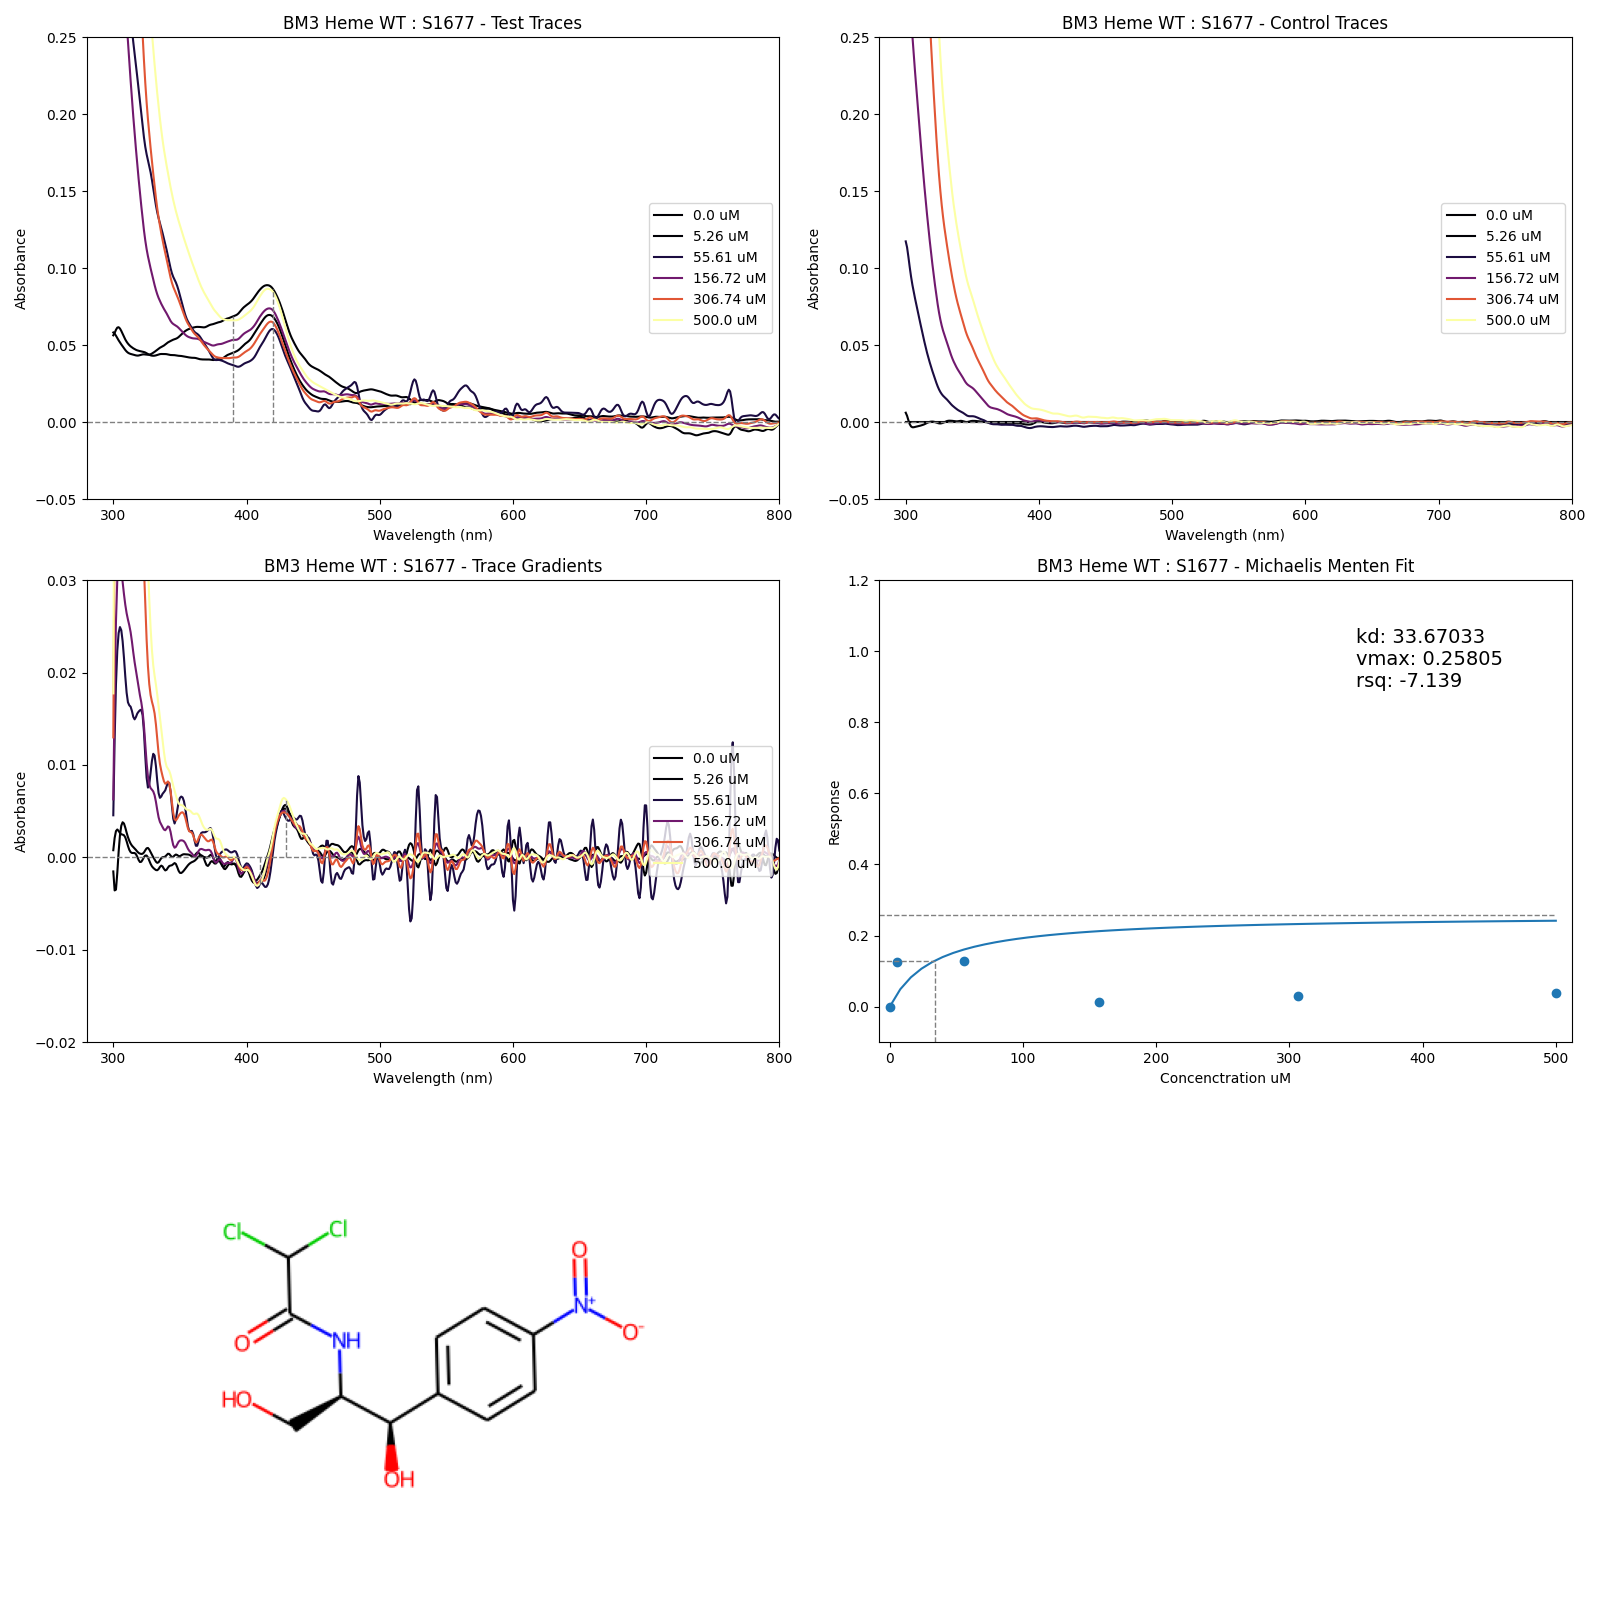 BM3 Heme WT : S1677 - Test Traces
0.25
0.20
0.15
0.10
0.05
0.00
−0.05
Absorbance
300
400
500
600
700
800
Wavelength (nm)
0.0 uM
5.26 uM
55.61 uM
156.72 uM
306.74 uM
500.0 uM
BM3 Heme WT : S1677 - Control Traces
0.25
0.20
0.15
0.10
0.05
0.00
−0.05
Absorbance
300
400
500
600
700
800
Wavelength (nm)
0.0 uM
5.26 uM
55.61 uM
156.72 uM
306.74 uM
500.0 uM
BM3 Heme WT : S1677 - Trace Gradients
0.03
0.02
0.01
0.00
−0.01
−0.02
Absorbance
300
400
500
600
700
800
Wavelength (nm)
0.0 uM
5.26 uM
55.61 uM
156.72 uM
306.74 uM
500.0 uM
BM3 Heme WT : S1677 - Michaelis Menten Fit
1.2
1.0
0.8
0.6
0.4
0.2
0.0
Response
0
100
200
300
400
500
Concenctration uM
kd: 33.67033
vmax: 0.25805
rsq: -7.139
Cl
Cl
O
NH
HO
OH
O
N+
O-